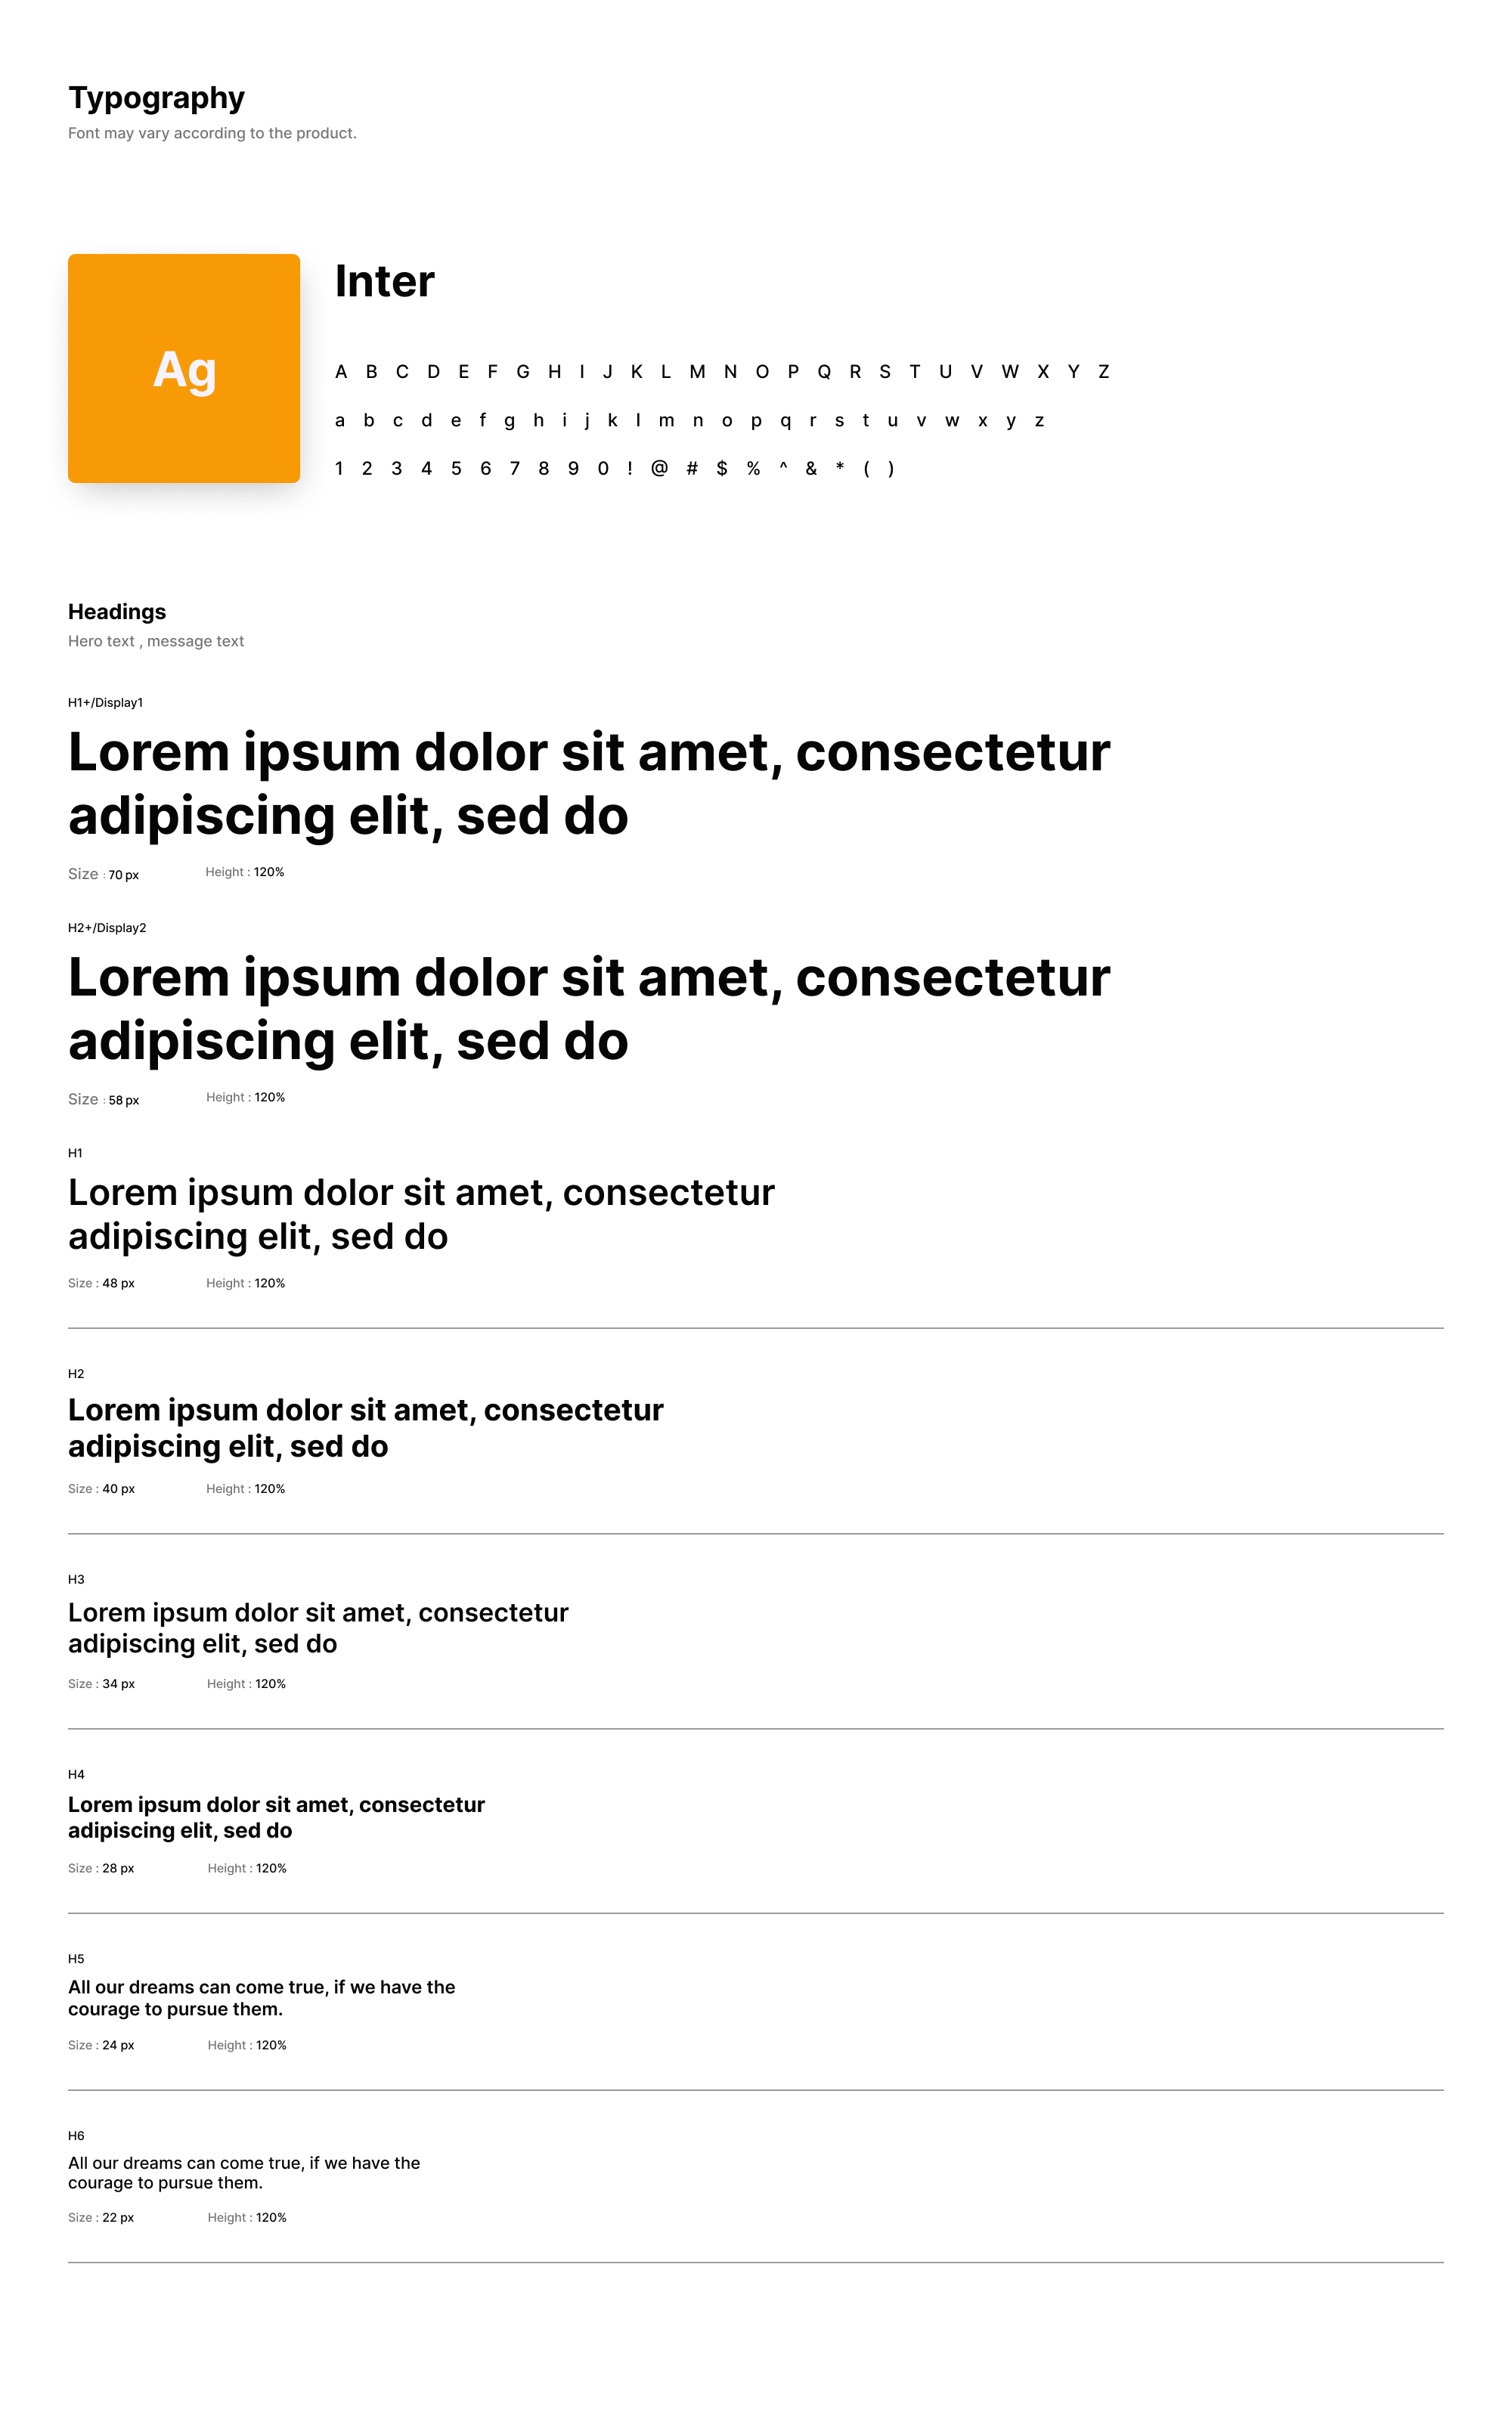 Typography
Font may vary according to the product.
Ag
Inter
A B C D E F G H I J K L M N O P Q R S T U V W X Y Z
a b c d e f g h i j k l m n o p q r s t u v w x y z
1 2 3 4 5 6 7 8 9 0 ! @ # $ % ^ & * ( )
Headings
Hero text , message text
H1+/Display1
Lorem ipsum dolor sit amet, consectetur
adipiscing elit, sed do
Size : 70 px Height : 120%
H2+/Display2
Lorem ipsum dolor sit amet, consectetur
adipiscing elit, sed do
Size : 58 px Height : 120%
H1
Lorem ipsum dolor sit amet, consectetur
adipiscing elit, sed do
Size : 48 px Height : 120%
H2
Lorem ipsum dolor sit amet, consectetur
adipiscing elit, sed do
Size : 40 px Height : 120%
H3
Lorem ipsum dolor sit amet, consectetur
adipiscing elit, sed do
Size : 34 px Height : 120%
H4
Lorem ipsum dolor sit amet, consectetur
adipiscing elit, sed do
Size : 28 px Height : 120%
H5
All our dreams can come true, if we have the
courage to pursue them.
Size : 24 px Height : 120%
H6
All our dreams can come true, if we have the
courage to pursue them.
Size : 22 px Height : 120%